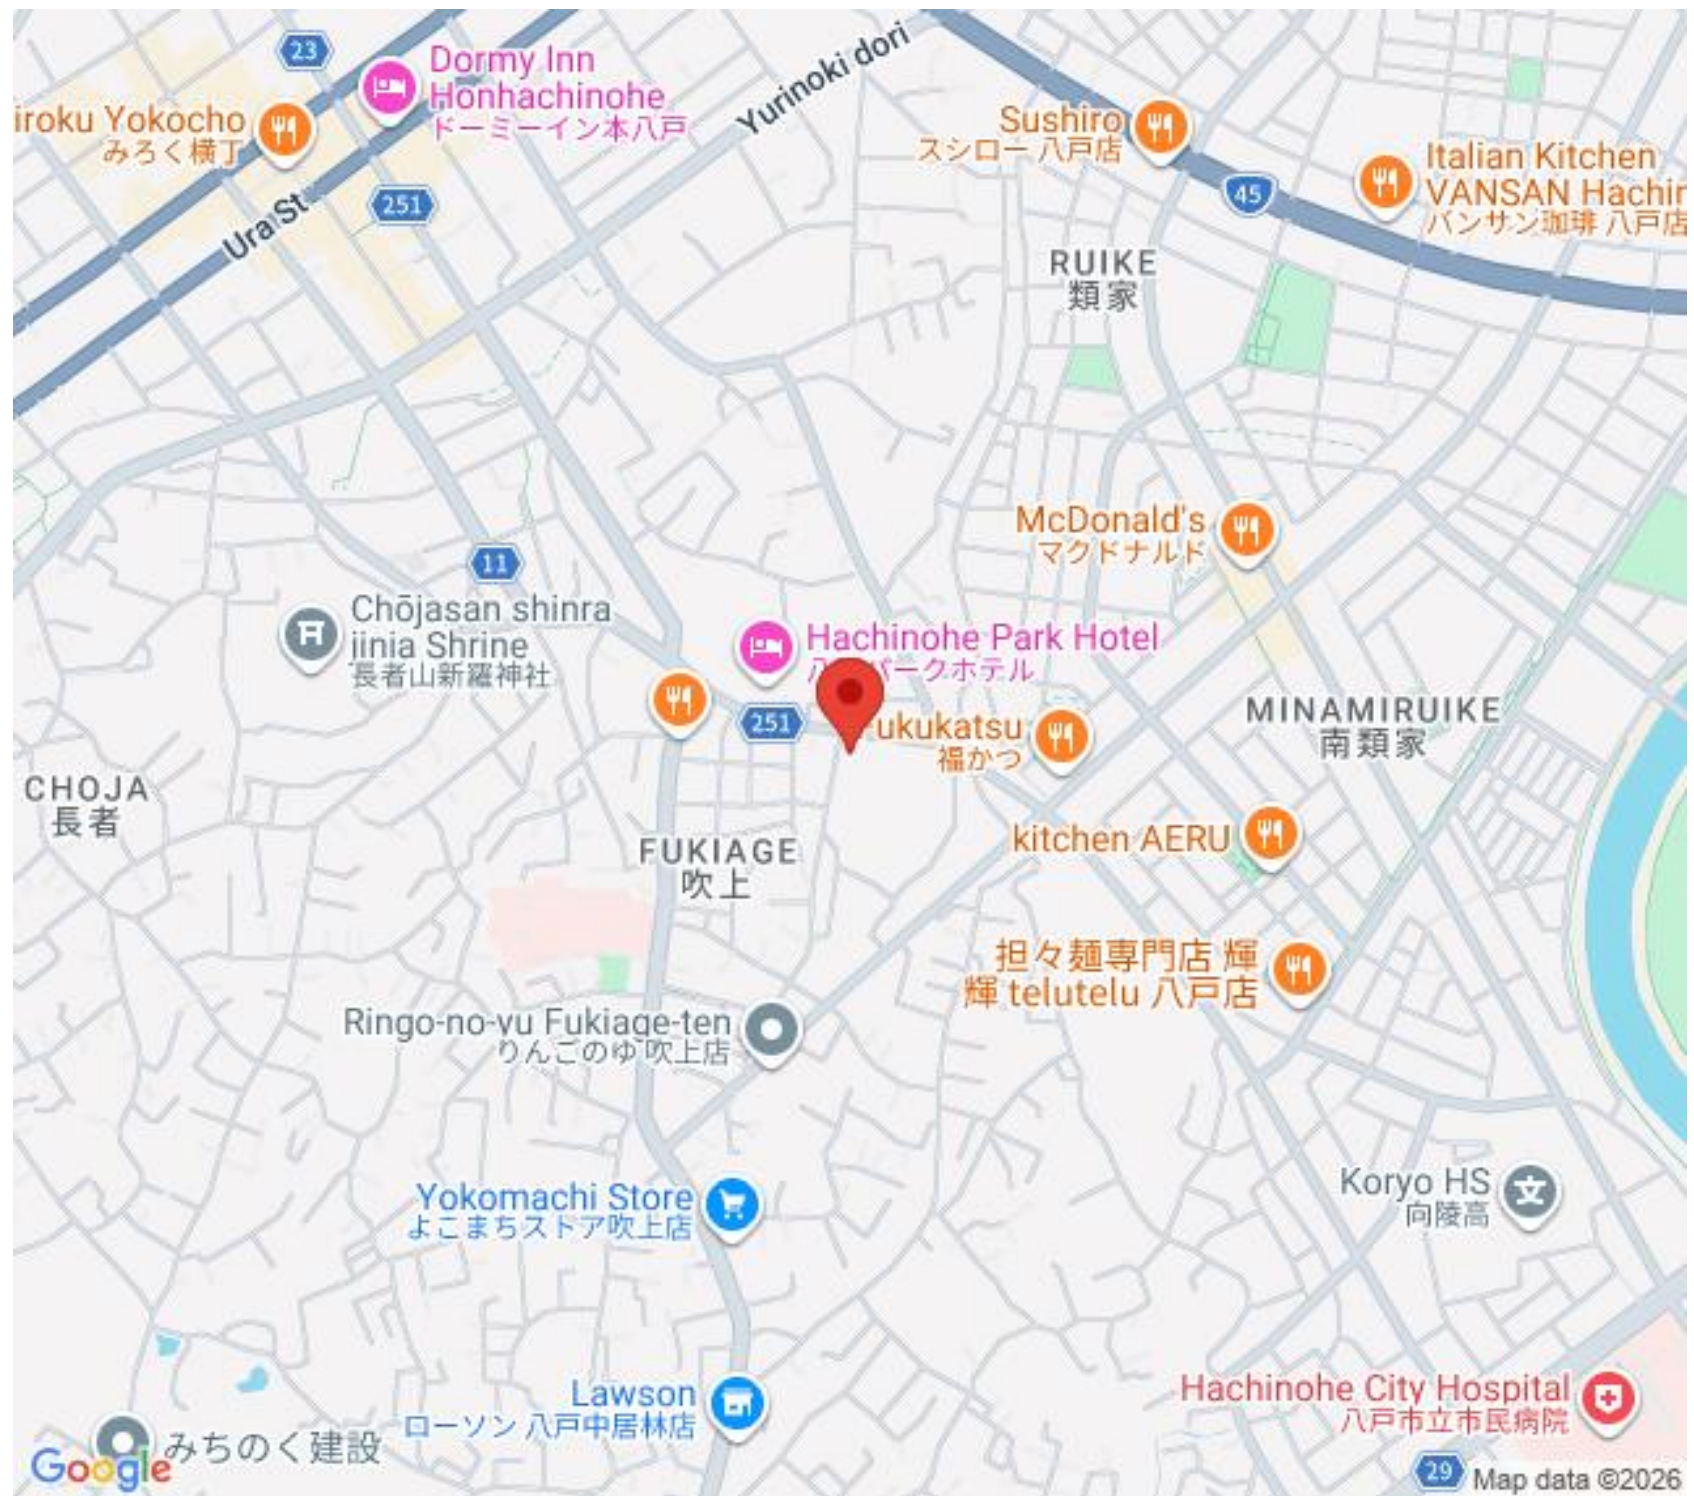 23
Dormy Inn
Honhachinohe
ドーミーイン本八戸
Yurinoki dori
iroku Yokocho
みろく横丁
251
Ura St
Sushiro
スシロー 八戸店
45
Italian Kitchen
VANSAN Hachin
バンサン珈琲 八戸店
RUIKE
類家
McDonald's
マクドナルド
11
Chōjasan shinra
jinja Shrine
長者山新羅神社
Hachinohe Park Hotel
パークホテル
251
ukukatsu
福かつ
MINAMIRUIKE
南類家
CHOJA
長者
FUKIAGE
吹上
kitchen AERU
担々麺専門店 輝
輝 telutelu 八戸店
Ringo-no-yu Fukiage-ten
りんごのゆ 吹上店
Yokomachi Store
よこまちストア吹上店
Koryo HS
向陵高
Lawson
ローソン 八戸中居林店
Hachinohe City Hospital
八戸市立市民病院
みちのく建設
Google
29
Map data ©2026